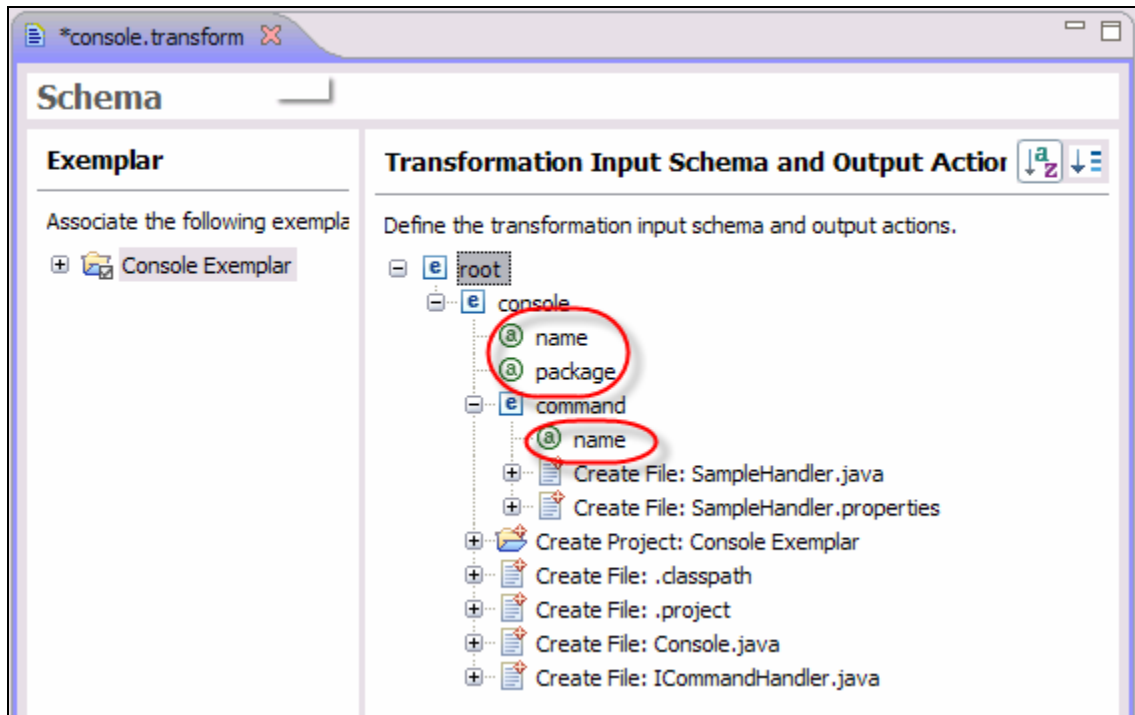 *console.transform
Schema
Exemplar
Associate the following exempla
Console Exemplar
Transformation Input Schema and Output Action
Define the transformation input schema and output actions.
e root
e console
a name
a package
e command
a name
Create File: SampleHandler.java
Create File: SampleHandler.properties
Create Project: Console Exemplar
Create File: .classpath
Create File: .project
Create File: Console.java
Create File: ICommandHandler.java